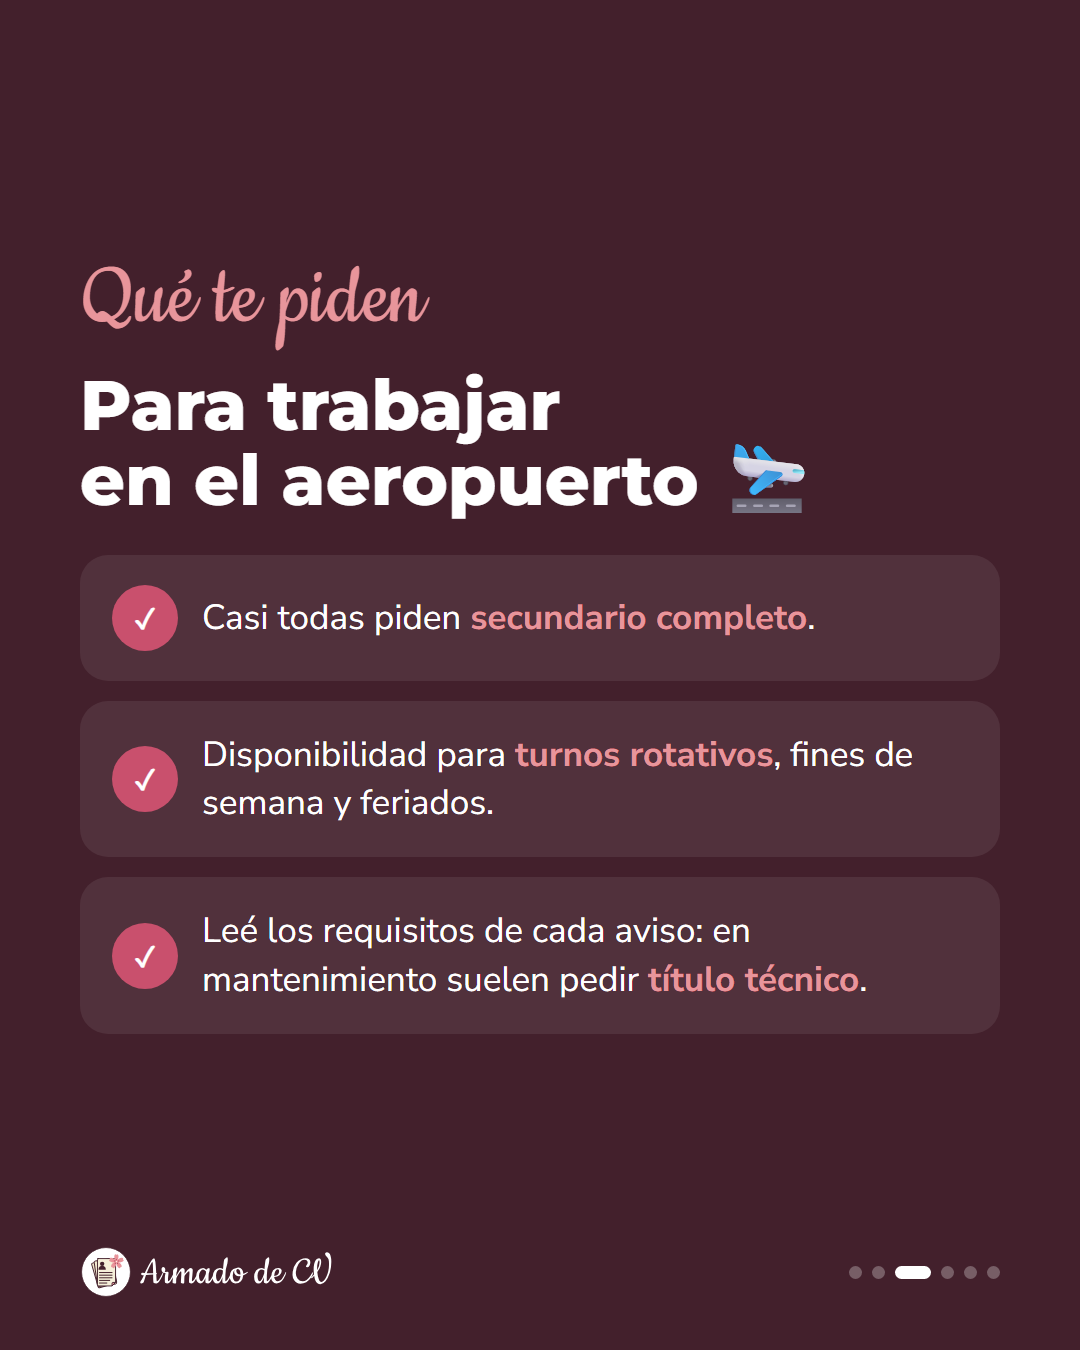 Qué te piden
Para trabajar
en el aeropuerto
Casi todas piden secundario completo.
Disponibilidad para turnos rotativos, fines de
semana y feriados.
Leé los requisitos de cada aviso: en
mantenimiento suelen pedir título técnico.
Armado de CV